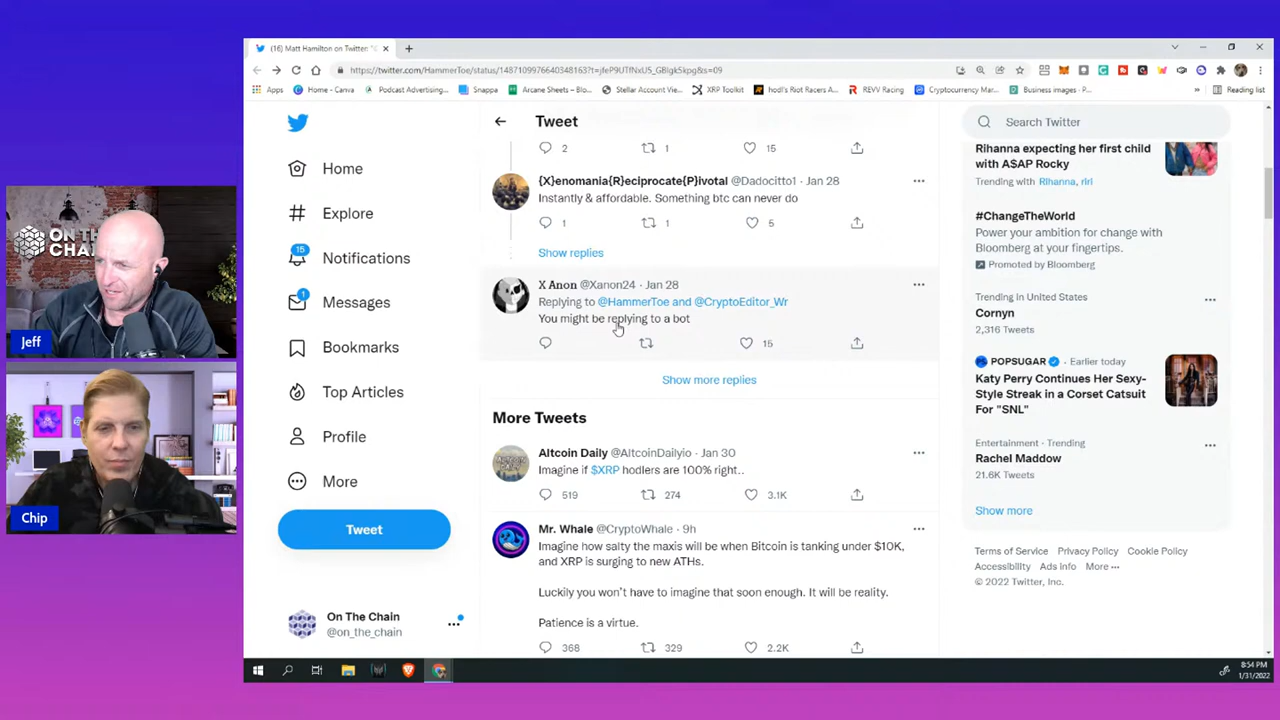 (16) Matt Hamilton on Twitter: "
https://twitter.com/HammerToe/status/1487109976640348163?t=jfeP9UTfNxU5_GBIgk5kpg&s=09
Apps
Home - Canva
Podcast Advertising...
Snappa
Arcane Sheets – Blo...
Stellar Account Vie...
XRP Toolkit
hodl's Riot Racers A...
REVV Racing
Cryptocurrency Mar...
Business images · P...
»
Reading list
Home
Explore
15
Notifications
1
Messages
Bookmarks
Top Articles
Profile
More
Tweet
On The Chain
@on_the_chain
Tweet
2 1 15
{X}enomania{R}eciprocate{P}ivotal @Dadocitto1 · Jan 28
Instantly & affordable. Something btc can never do
1 1 5
Show replies
X Anon @Xanon24 · Jan 28
Replying to @HammerToe and @CryptoEditor_Wr
You might be replying to a bot
15
Show more replies
More Tweets
Altcoin Daily @AltcoinDailyio · Jan 30
Imagine if $XRP hodlers are 100% right..
519 274 3.1K
Mr. Whale @CryptoWhale · 9h
Imagine how salty the maxis will be when Bitcoin is tanking under $10K,
and XRP is surging to new ATHs.
Luckily you won't have to imagine that soon enough. It will be reality.
Patience is a virtue.
368 329 2.2K
Search Twitter
Rihanna expecting her first child
with A$AP Rocky
Trending with Rihanna, riri
#ChangeTheWorld
Power your ambition for change with
Bloomberg at your fingertips.
Promoted by Bloomberg
Trending in United States
Cornyn
2,316 Tweets
POPSUGAR · Earlier today
Katy Perry Continues Her Sexy-
Style Streak in a Corset Catsuit
For "SNL"
Entertainment · Trending
Rachel Maddow
21.6K Tweets
Show more
Terms of Service Privacy Policy Cookie Policy
Accessibility Ads info More ···
© 2022 Twitter, Inc.
8:54 PM
1/31/2022
ON THE
CHAIN
Jeff
Chip